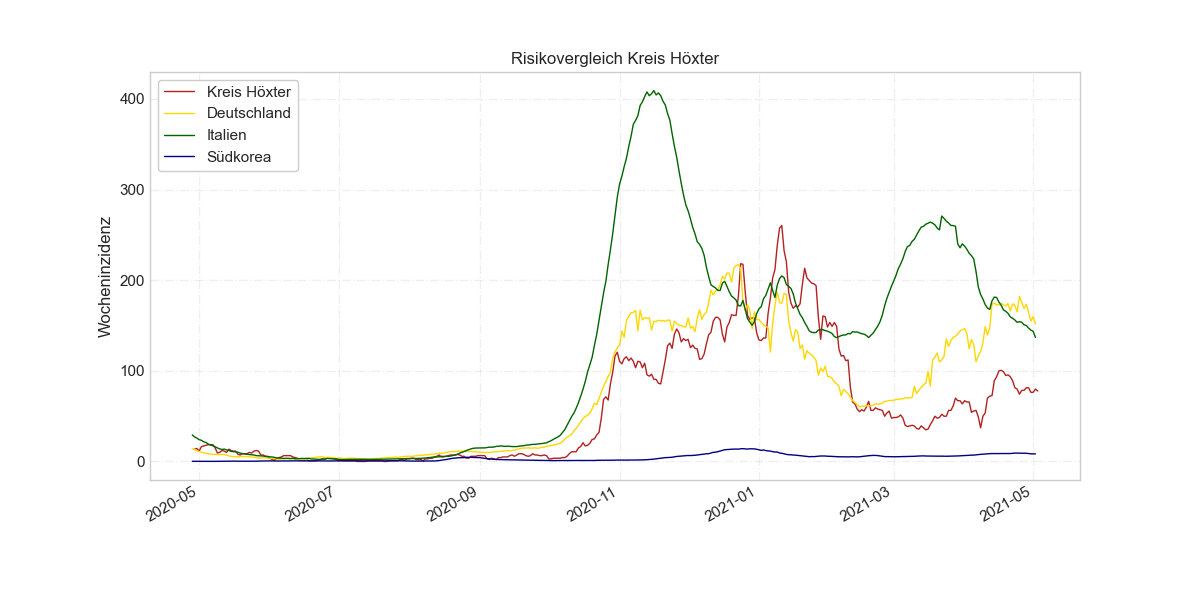 Risikovergleich Kreis Höxter
Kreis Höxter
Deutschland
Italien
Südkorea
Wocheninzidenz
400
300
200
100
0
2020-05
2020-07
2020-09
2020-11
2021-01
2021-03
2021-05